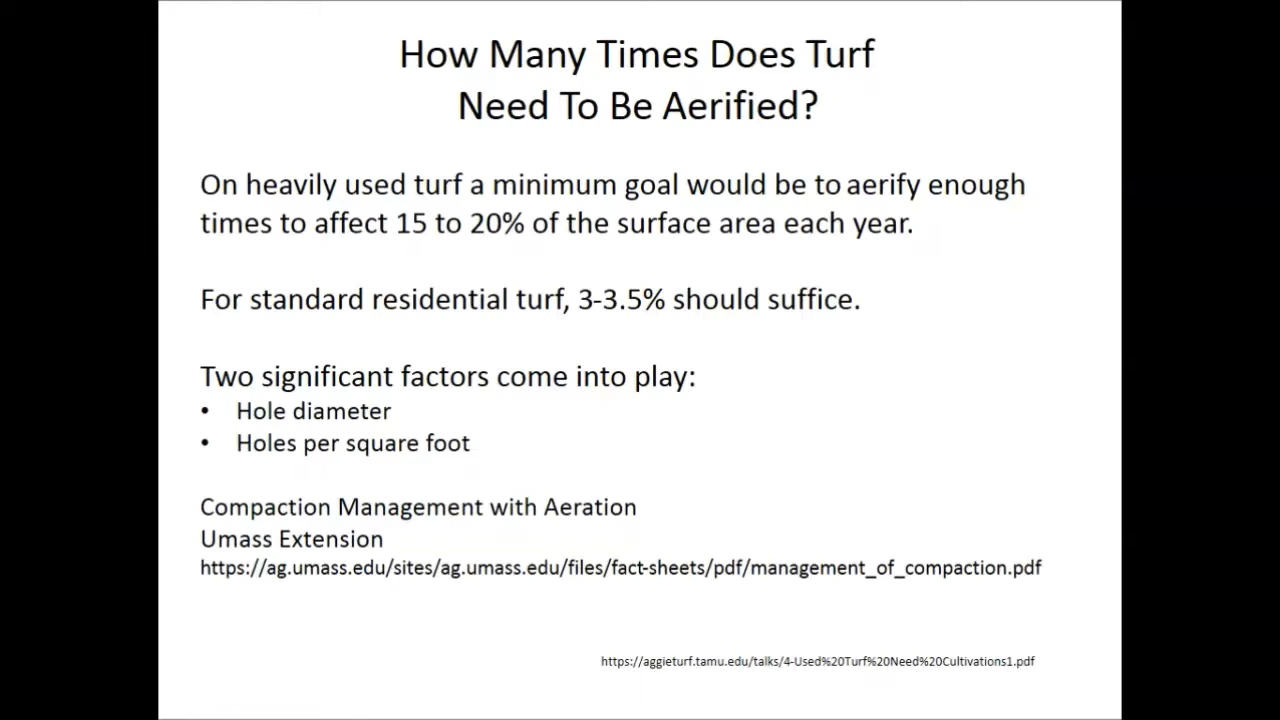 How Many Times Does Turf
Need To Be Aerified?
On heavily used turf a minimum goal would be to aerify enough
times to affect 15 to 20% of the surface area each year.
For standard residential turf, 3-3.5% should suffice.
Two significant factors come into play:
• Hole diameter
• Holes per square foot
Compaction Management with Aeration
Umass Extension
https://ag.umass.edu/sites/ag.umass.edu/files/fact-sheets/pdf/management_of_compaction.pdf
https://aggieturf.tamu.edu/talks/4-Used%20Turf%20Need%20Cultivations1.pdf